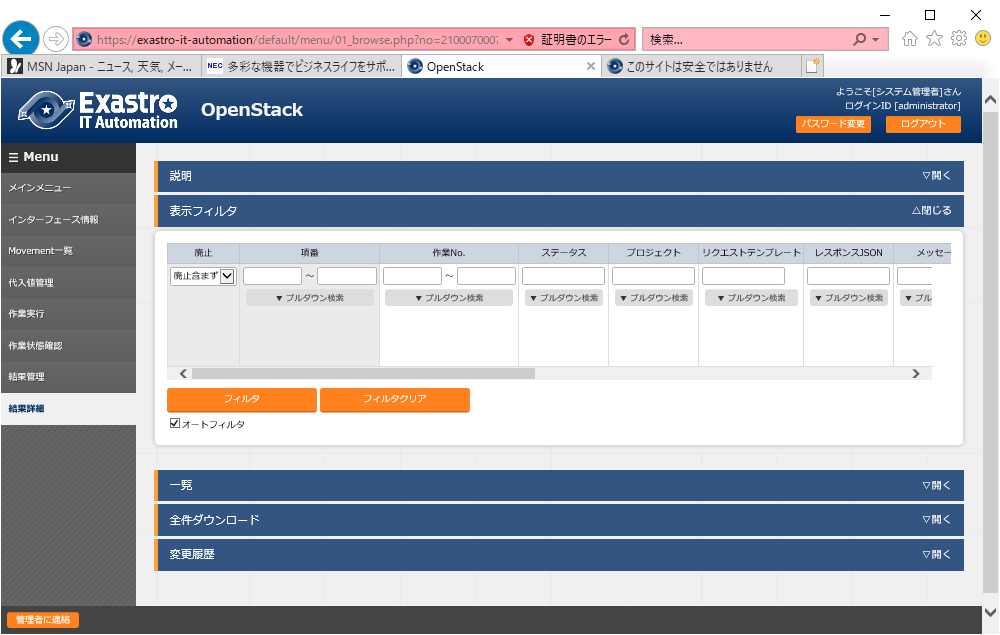 https://exastro-it-automation/default/menu/01_browse.php?no=2100070007
証明書のエラー
検索...
MSN Japan - ニュース, 天気, メー...
NEC 多彩な機器でビジネスライフをサポ...
OpenStack
このサイトは安全ではありません
Exastro
IT Automation
OpenStack
ようこそ[システム管理者]さん
ログインID [administrator]
パスワード変更
ログアウト
Menu
メインメニュー
インターフェース情報
Movement一覧
代入値管理
作業実行
作業状態確認
結果管理
結果詳細
説明
▽開く
表示フィルタ
△閉じる
廃止
項番
作業No.
ステータス
プロジェクト
リクエストテンプレート
レスポンスJSON
メッセー
廃止含まず
~
~
▼ プルダウン検索
▼ プルダウン検索
▼ プルダウン検索
▼ プルダウン検索
▼ プルダウン検索
▼ プルダウン検索
▼ プル
フィルタ
フィルタクリア
オートフィルタ
一覧
▽開く
全件ダウンロード
▽開く
変更履歴
▽開く
管理者に連絡